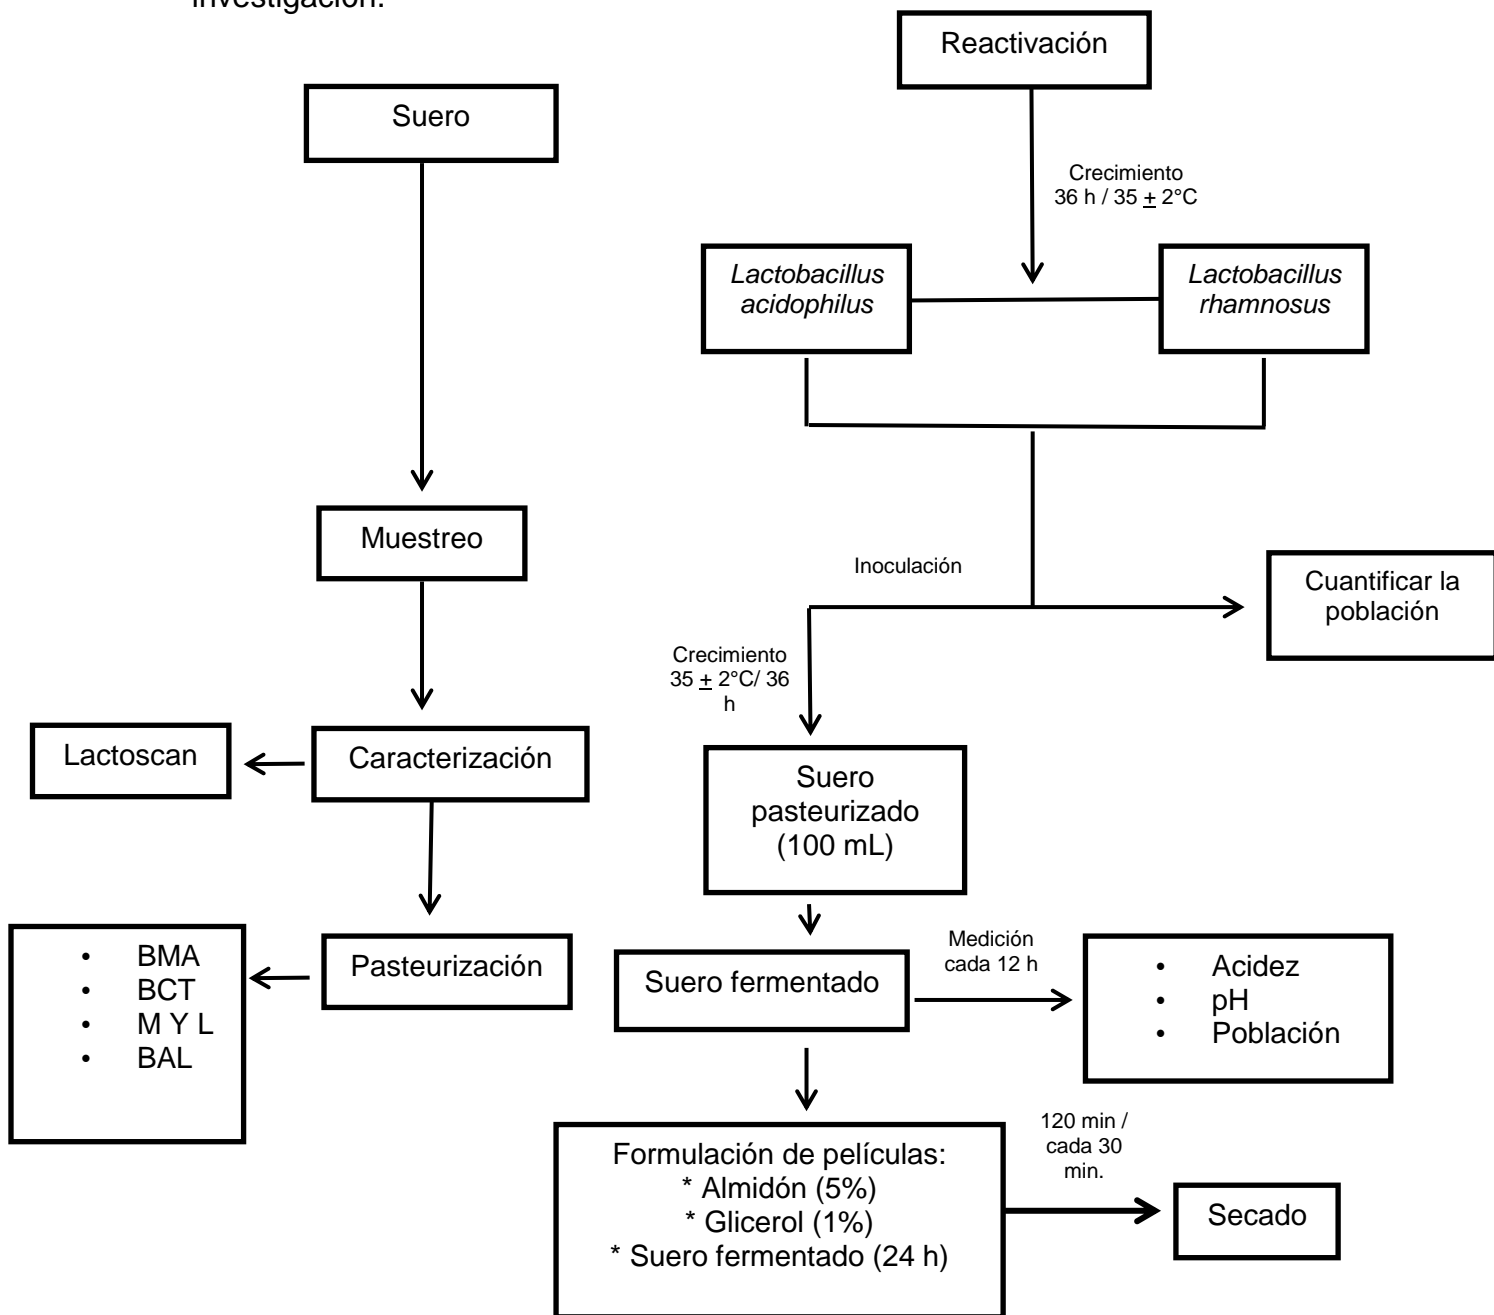 investigación.
Reactivación
Suero
Crecimiento
36 h / 35 ± 2°C
Lactobacillus
acidophilus
Lactobacillus
rhamnosus
Muestreo
Inoculación
Cuantificar la
población
Crecimiento
35 ± 2°C/ 36
h
Lactoscan
Caracterización
Suero
pasteurizado
(100 mL)
• BMA
• BCT
• M Y L
• BAL
Pasteurización
Suero fermentado
Medición
cada 12 h
• Acidez
• pH
• Población
Formulación de películas:
* Almidón (5%)
* Glicerol (1%)
* Suero fermentado (24 h)
120 min /
cada 30
min.
Secado